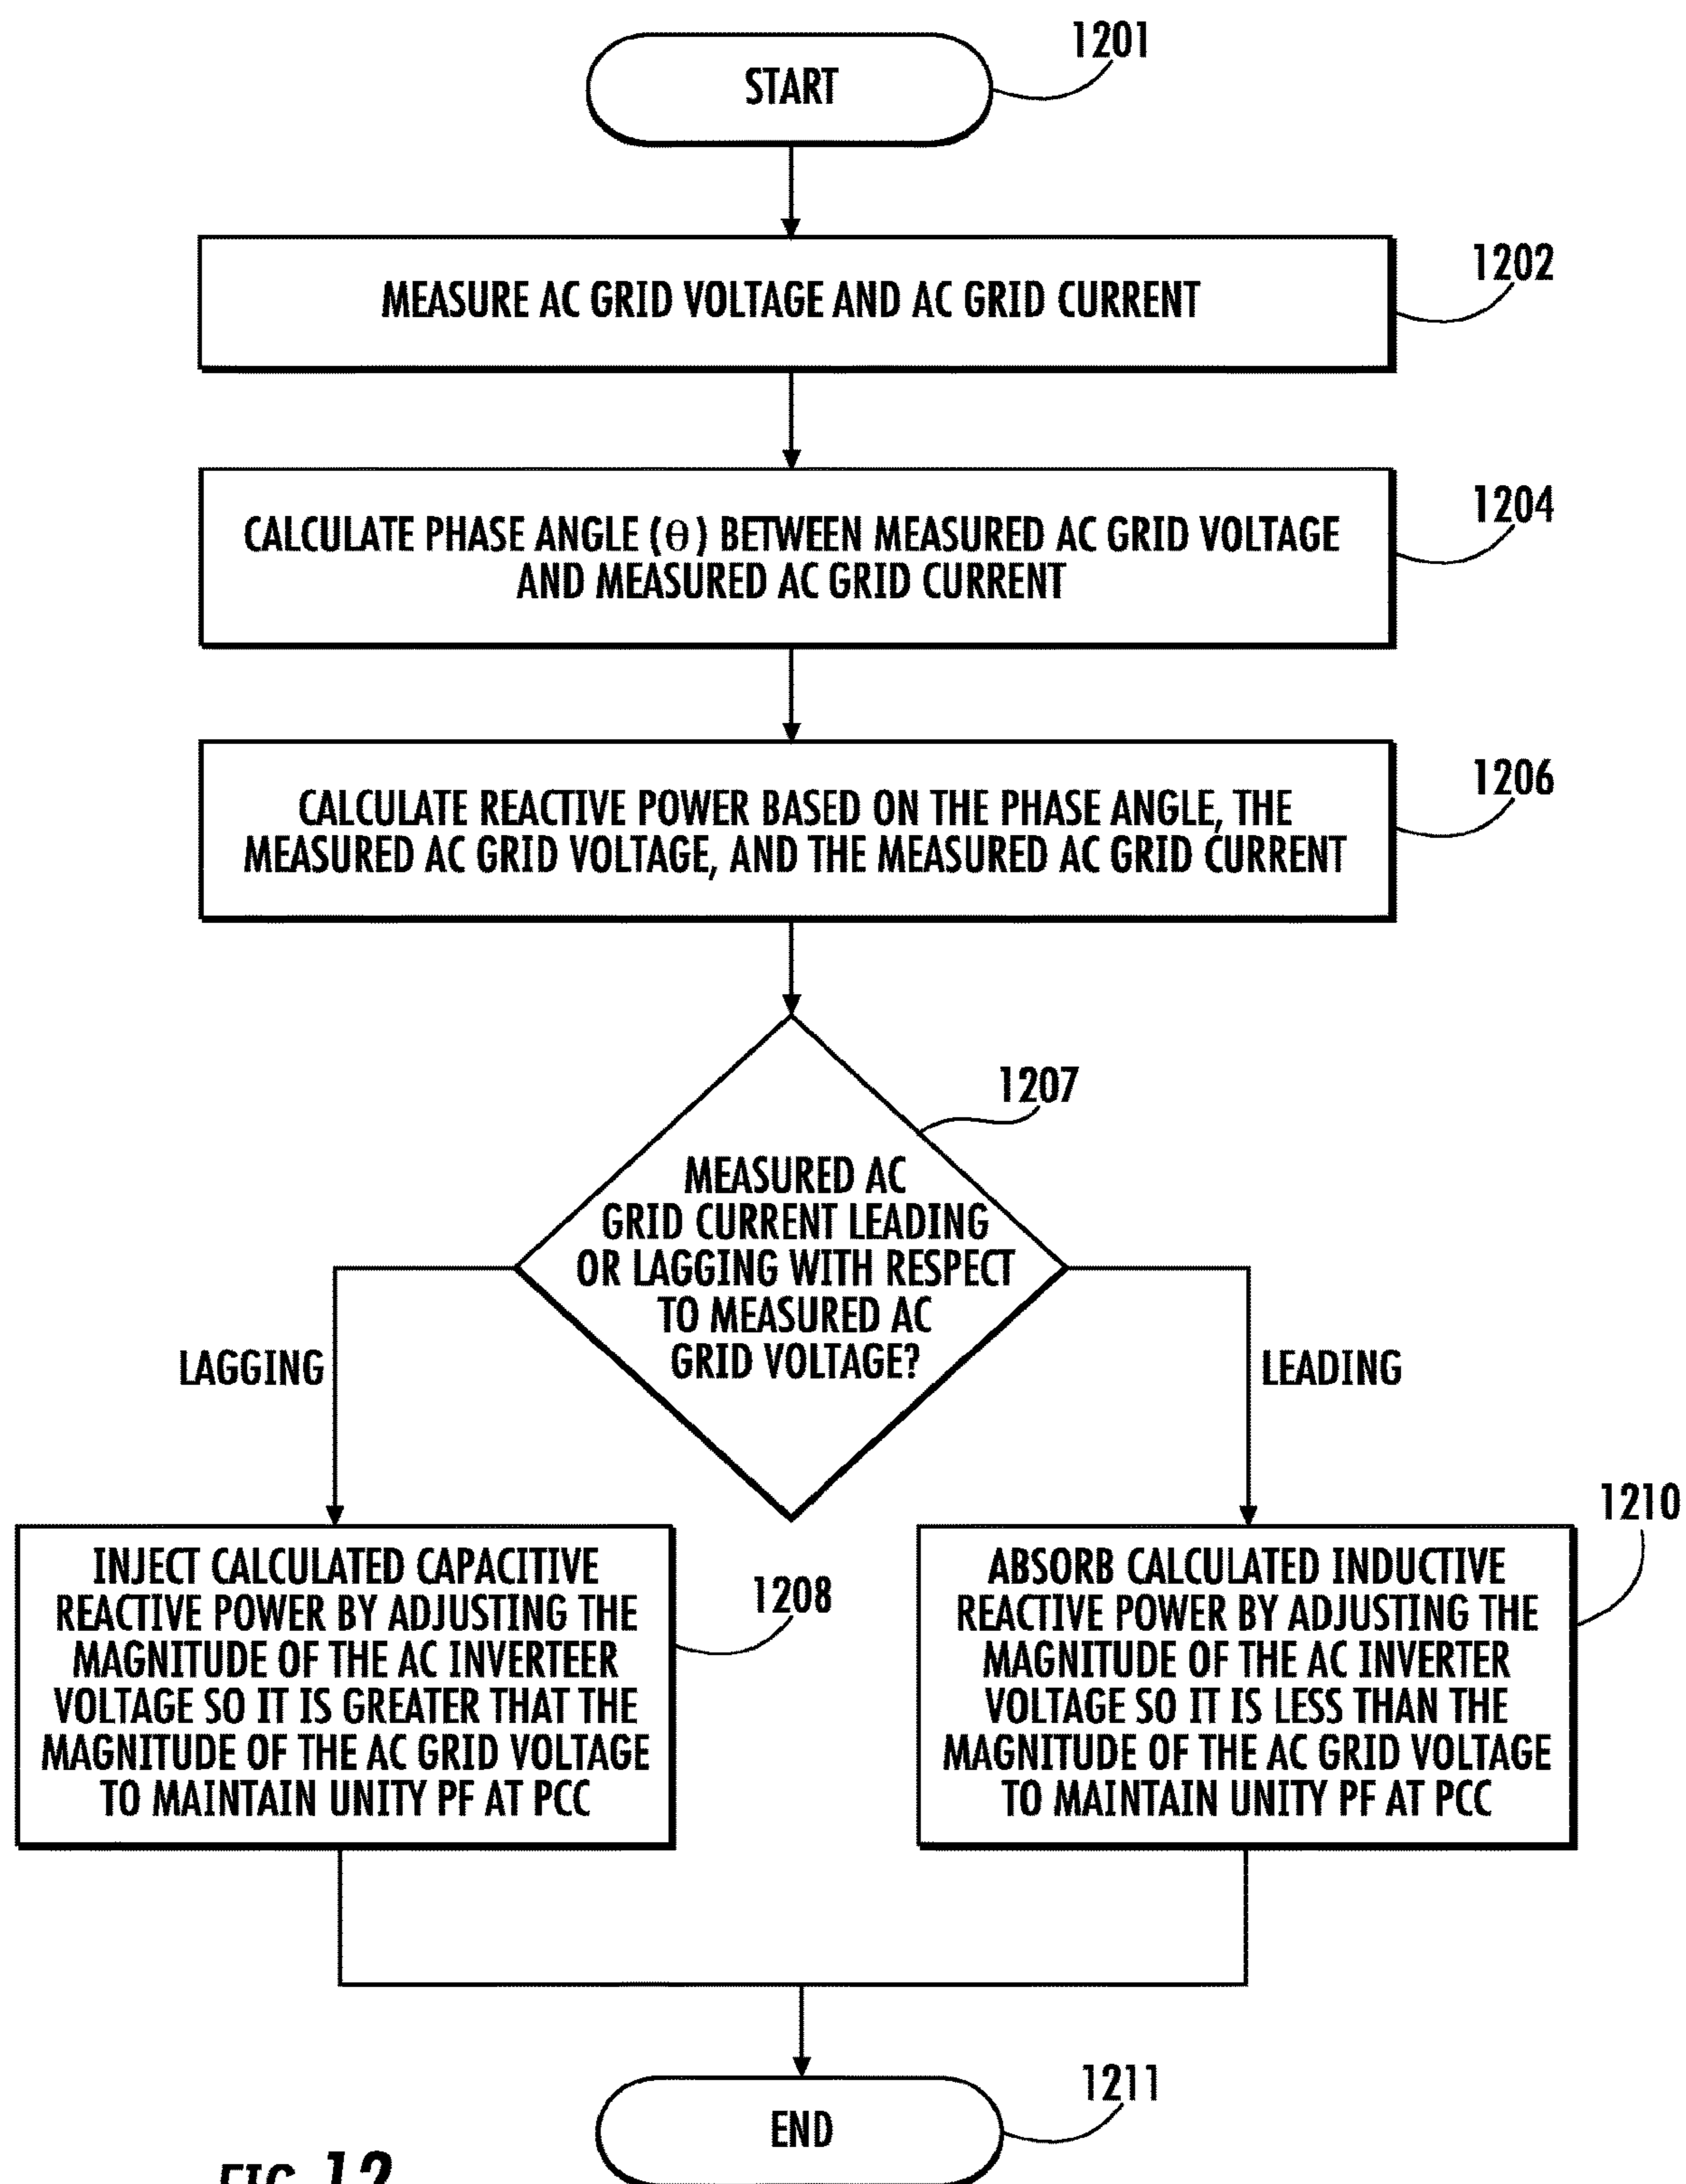 1201
START
1202
MEASURE AC GRID VOLTAGE AND AC GRID CURRENT
1204
CALCULATE PHASE ANGLE (θ) BETWEEN MEASURED AC GRID VOLTAGE
AND MEASURED AC GRID CURRENT
1206
CALCULATE REACTIVE POWER BASED ON THE PHASE ANGLE, THE
MEASURED AC GRID VOLTAGE, AND THE MEASURED AC GRID CURRENT
1207
MEASURED AC
GRID CURRENT LEADING
OR LAGGING WITH RESPECT
TO MEASURED AC
GRID VOLTAGE?
LAGGING
LEADING
INJECT CALCULATED CAPACITIVE
REACTIVE POWER BY ADJUSTING THE
MAGNITUDE OF THE AC INVERTEER
VOLTAGE SO IT IS GREATER THAT THE
MAGNITUDE OF THE AC GRID VOLTAGE
TO MAINTAIN UNITY PF AT PCC
1208
1210
ABSORB CALCULATED INDUCTIVE
REACTIVE POWER BY ADJUSTING THE
MAGNITUDE OF THE AC INVERTER
VOLTAGE SO IT IS LESS THAN THE
MAGNITUDE OF THE AC GRID VOLTAGE
TO MAINTAIN UNITY PF AT PCC
1211
END
FIG. 12